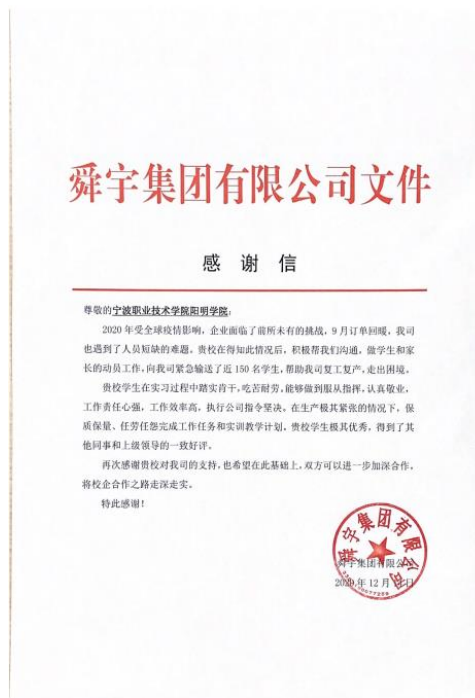 舜宇集团有限公司文件
感 谢 信
尊敬的宁波职业技术学院阳明学院：
2020 年受全球疫情影响，企业面临了前所未有的挑战，9 月订单回暖，我司
也遇到了人员短缺的难题。贵校在得知此情况后，积极帮我们沟通，做学生和家
长的动员工作，向我司紧急输送了近 150 名学生，帮助我司复工复产，走出困境。
贵校学生在实习过程中踏实肯干，吃苦耐劳，能够做到服从指挥，认真敬业，
工作责任心强，工作效率高，执行公司指令坚决，在生产极其紧张的情况下，保
质保量、任劳任怨完成工作任务和实训教学计划。贵校学生极其优秀，得到了其
他同事和上级领导的一致好评。
再次感谢贵校对我司的支持，也希望在此基础上，双方可以进一步加深合作，
将校企合作之路走深走实。
特此感谢！
舜宇集团有限公司
舜宇集团有限公
2020 年 12 月 日